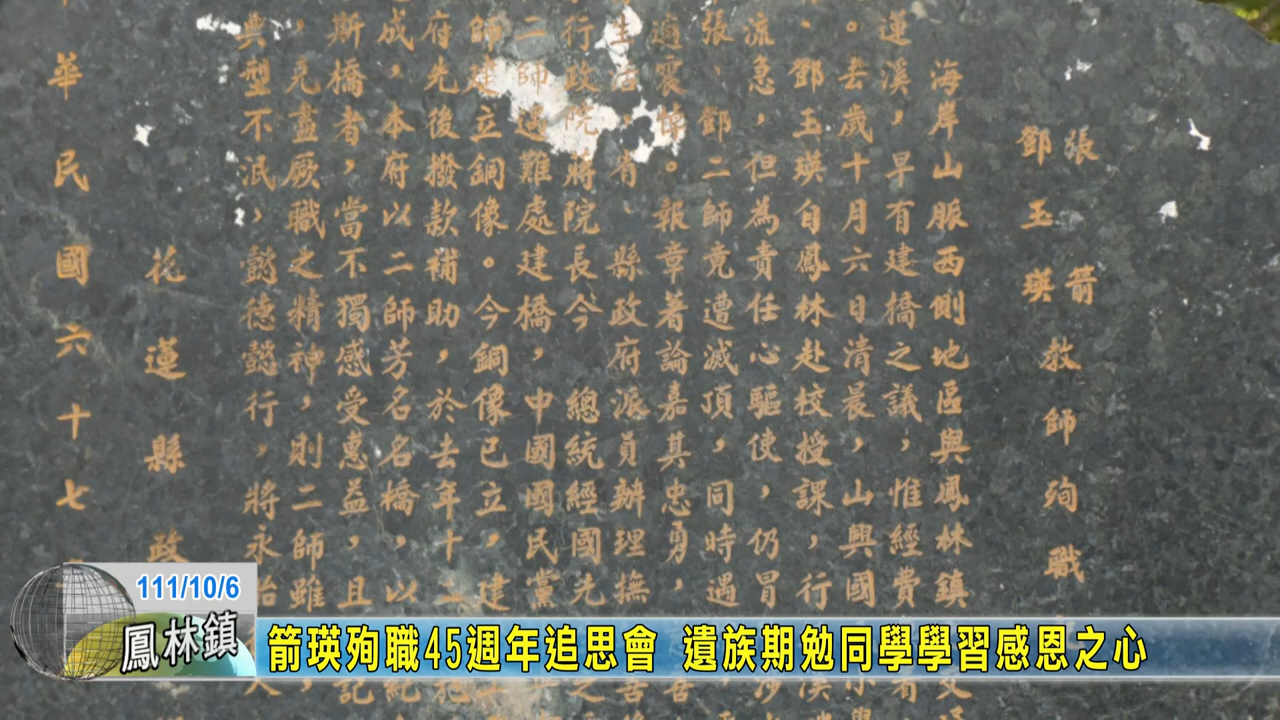 張箭
鄧玉瑛
教師殉職
海岸山脈西側地區與鳳林鎮
蓮溪，早有建橋之議，惟經費
。去歲十月六日清晨，山興國小
、鄧玉瑛自鳳林赴校授課，行
流急，但為責任心驅使，仍冒
張、鄧二師竟遭滅頂，同時遇
震悼。報章著論嘉其忠勇，
生活，省、縣政府派員辦理撫
行政院蔣院長今 總統經國先
二師遇難處建橋，中國國民黨
師建立銅像。今銅像已立，建
府先後撥款補助，於去年十二
成，本府以二師芳名名橋，以
斯橋者，當不獨感受惠益，且
，克盡厥職之精神，則二師雖
典型不泯，懿德懿行，將永
花蓮縣政
華民國六十七
111/10/6
鳳林鎮
箭瑛殉職45週年追思會 遺族期勉同學學習感恩之心